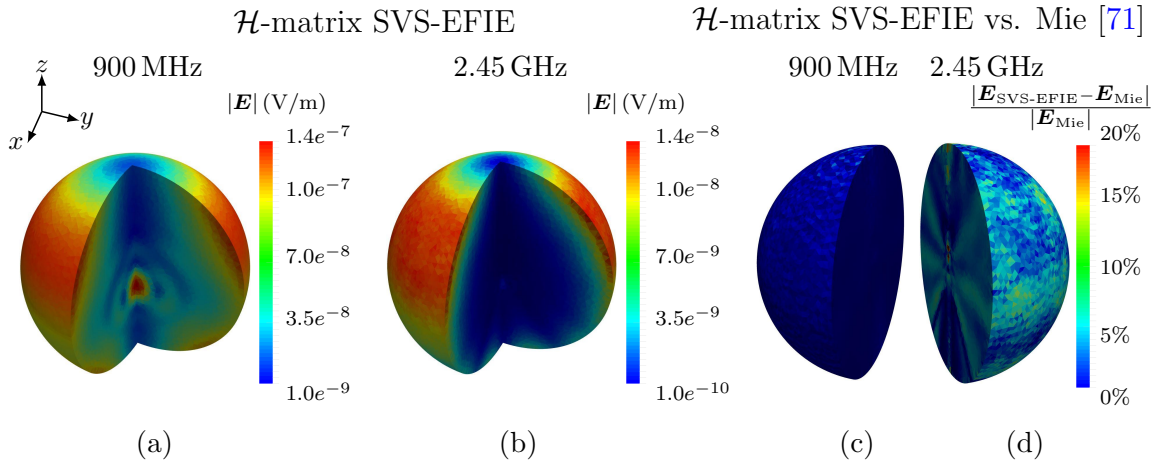 ℋ-matrix SVS-EFIE
ℋ-matrix SVS-EFIE vs. Mie [71]
900 MHz
2.45 GHz
900 MHz
2.45 GHz
z
y
x
|E| (V/m)
1.4e⁻⁷
1.0e⁻⁷
7.0e⁻⁸
3.5e⁻⁸
1.0e⁻⁹
|E| (V/m)
1.4e⁻⁸
1.0e⁻⁸
7.0e⁻⁹
3.5e⁻⁹
1.0e⁻¹⁰
|E_SVS-EFIE − E_Mie|
|E_Mie|
20%
15%
10%
5%
0%
(a)
(b)
(c)
(d)